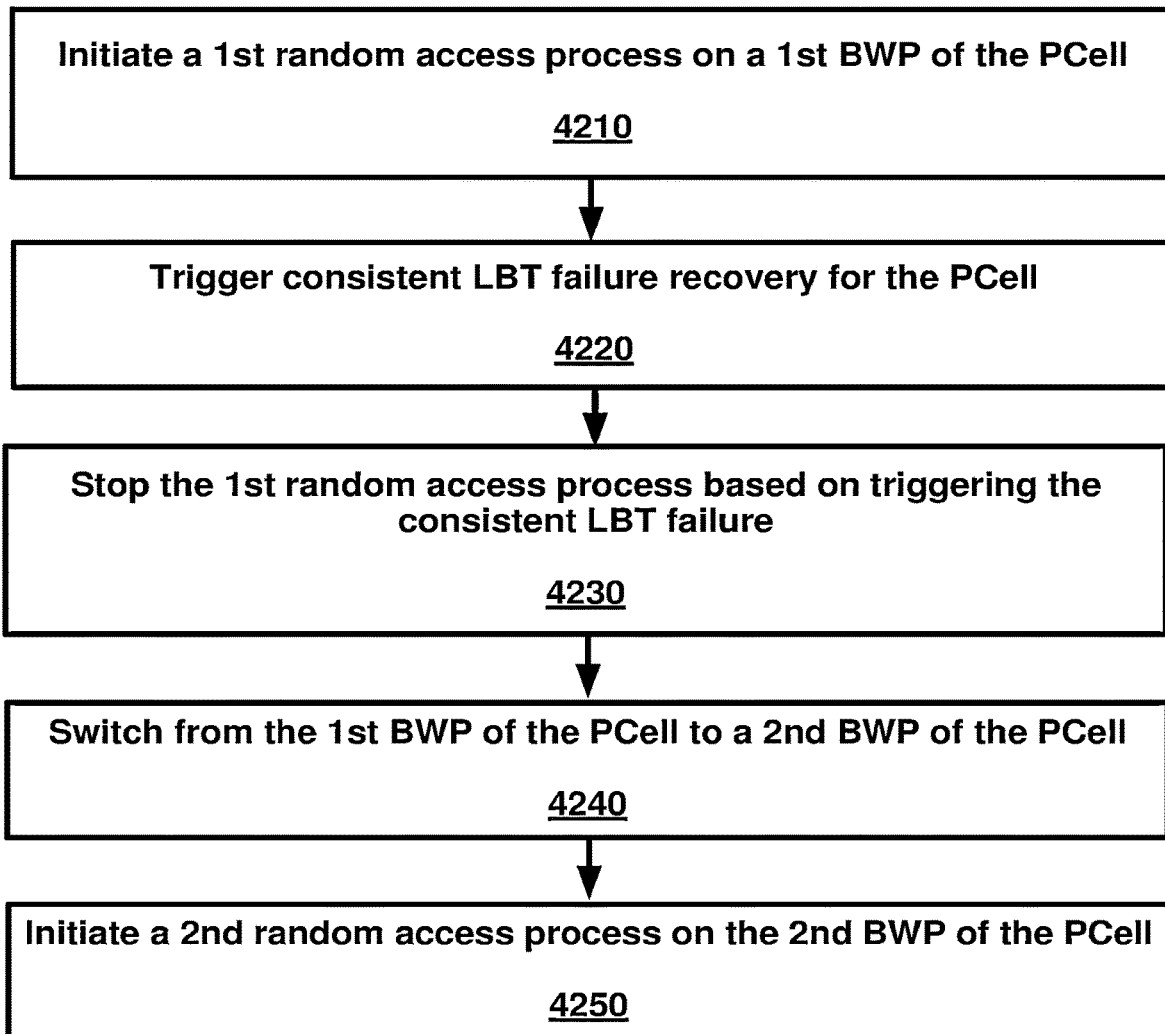 Initiate a 1st random access process on a 1st BWP of the PCell
4210
Trigger consistent LBT failure recovery for the PCell
4220
Stop the 1st random access process based on triggering the
consistent LBT failure
4230
Switch from the 1st BWP of the PCell to a 2nd BWP of the PCell
4240
Initiate a 2nd random access process on the 2nd BWP of the PCell
4250